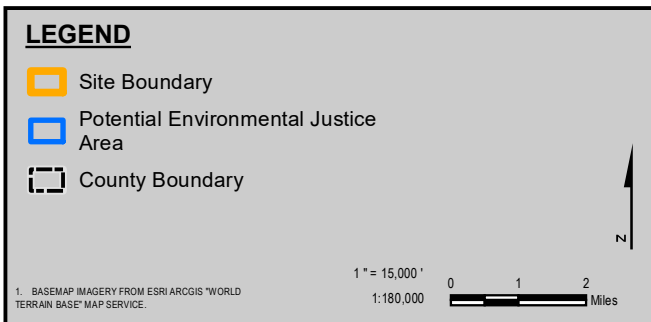 LEGEND
Site Boundary
Potential Environmental Justice
Area
County Boundary
N
1 " = 15,000 '
1:180,000
0 1 2
Miles
1. BASEMAP IMAGERY FROM ESRI ARCGIS "WORLD
TERRAIN BASE" MAP SERVICE.